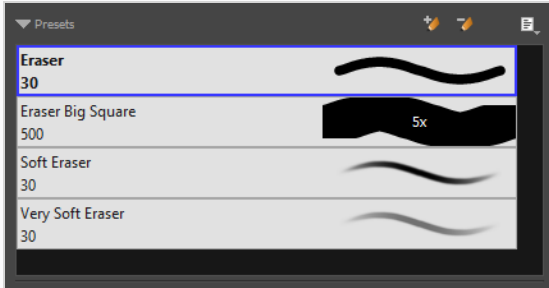 Presets
Eraser
30
Eraser Big Square
500
5x
Soft Eraser
30
Very Soft Eraser
30